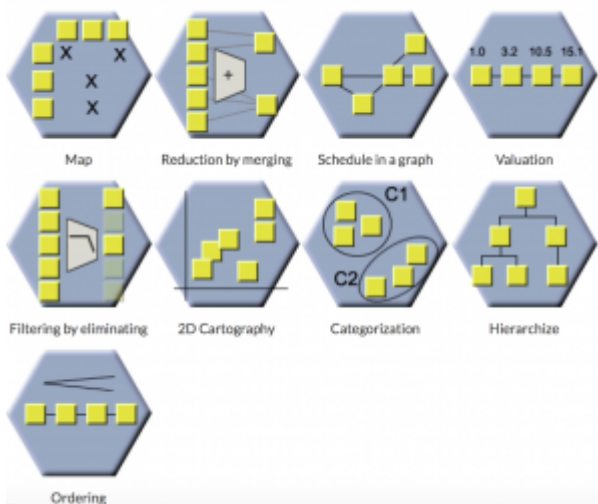 X X
X
X
+
1.0 3.2 10.5 15.1
Map
Reduction by merging
Schedule in a graph
Valuation
C1
C2
Filtering by eliminating
2D Cartography
Categorization
Hierarchize
Ordering